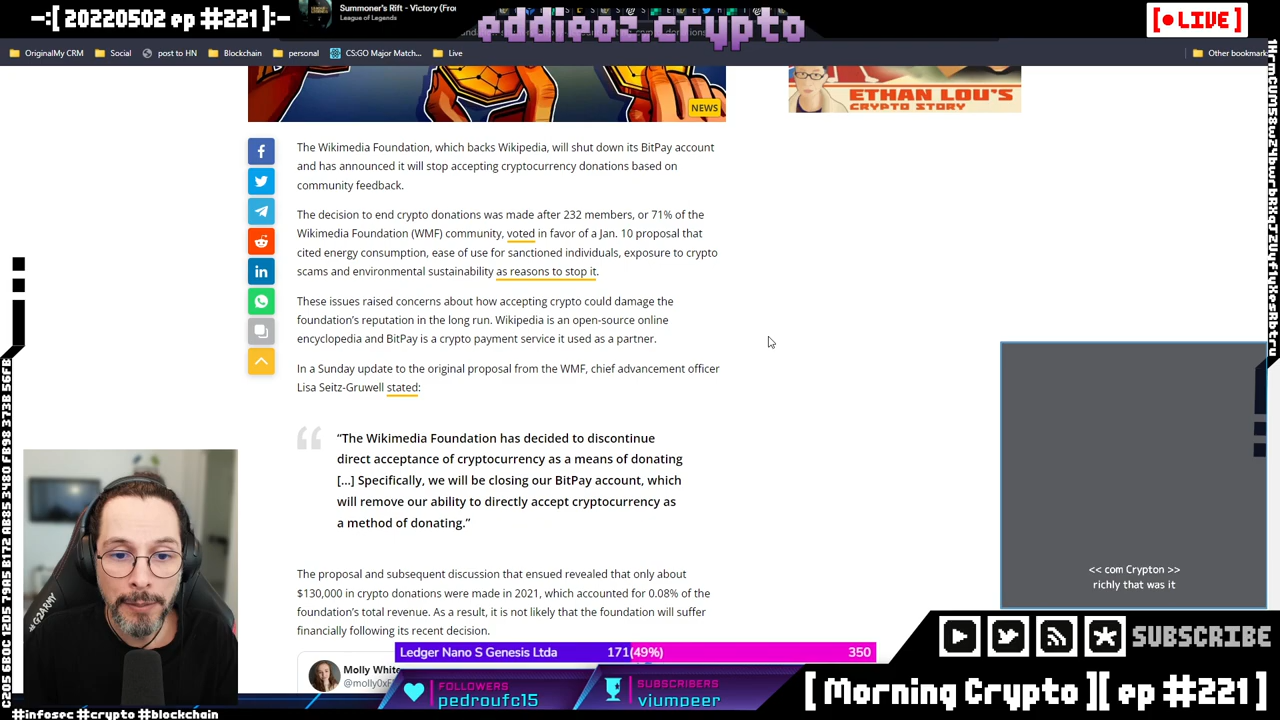 -:[ 20220502 ep #221 ]:-
Summoner's Rift - Victory (Fro
League of Legends
eddieoz.crypto
[● LIVE]
OriginalMy CRM
Social
post to HN
Blockchain
personal
CS:GO Major Match...
Live
Other bookmark
NEWS
ETHAN LOU'S
CRYPTO STORY
The Wikimedia Foundation, which backs Wikipedia, will shut down its BitPay account
and has announced it will stop accepting cryptocurrency donations based on
community feedback.
The decision to end crypto donations was made after 232 members, or 71% of the
Wikimedia Foundation (WMF) community, voted in favor of a Jan. 10 proposal that
cited energy consumption, ease of use for sanctioned individuals, exposure to crypto
scams and environmental sustainability as reasons to stop it.
These issues raised concerns about how accepting crypto could damage the
foundation's reputation in the long run. Wikipedia is an open-source online
encyclopedia and BitPay is a crypto payment service it used as a partner.
In a Sunday update to the original proposal from the WMF, chief advancement officer
Lisa Seitz-Gruwell stated:
“The Wikimedia Foundation has decided to discontinue
direct acceptance of cryptocurrency as a means of donating
[...] Specifically, we will be closing our BitPay account, which
will remove our ability to directly accept cryptocurrency as
a method of donating.”
The proposal and subsequent discussion that ensued revealed that only about
$130,000 in crypto donations were made in 2021, which accounted for 0.08% of the
foundation's total revenue. As a result, it is not likely that the foundation will suffer
financially following its recent decision.
Molly White
<< com Crypton >>
richly that was it
Ledger Nano S Genesis Ltda
171(49%)
350
FOLLOWERS
pedroufc15
SUBSCRIBERS
vjumpeer
SUBSCRIBE
[ Morning Crypto ][ ep #221 ]
#infosec #crypto #blockchain